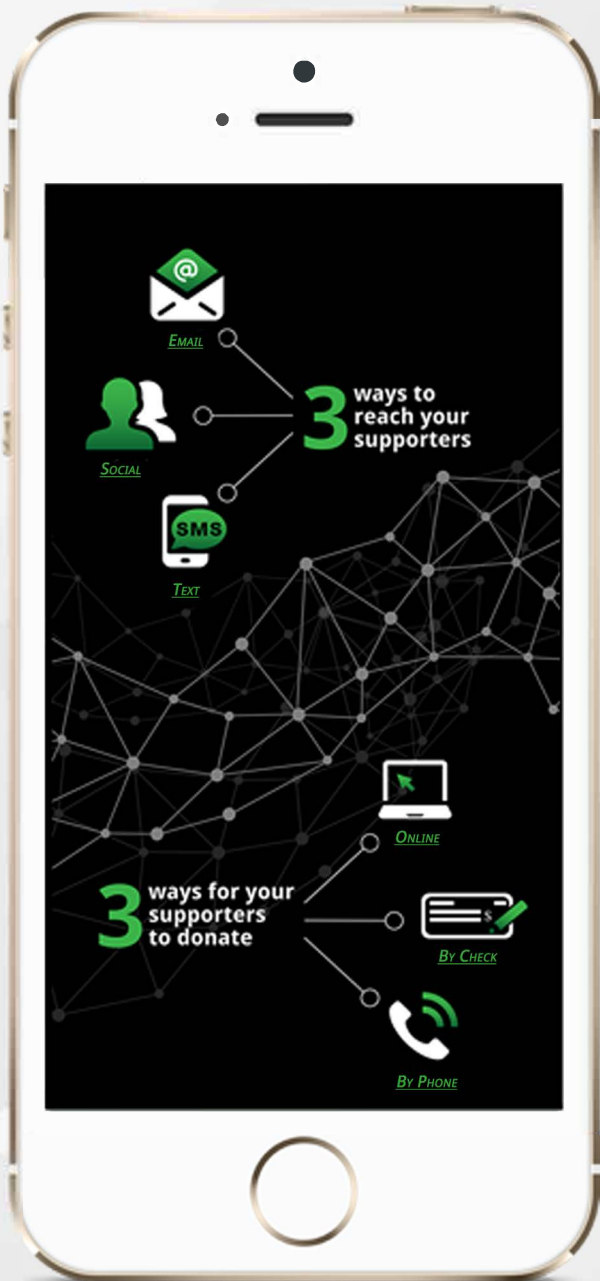 @
Email
3 ways to
reach your
supporters
Social
SMS
Text
Online
3 ways for your
supporters
to donate
$
By Check
By Phone